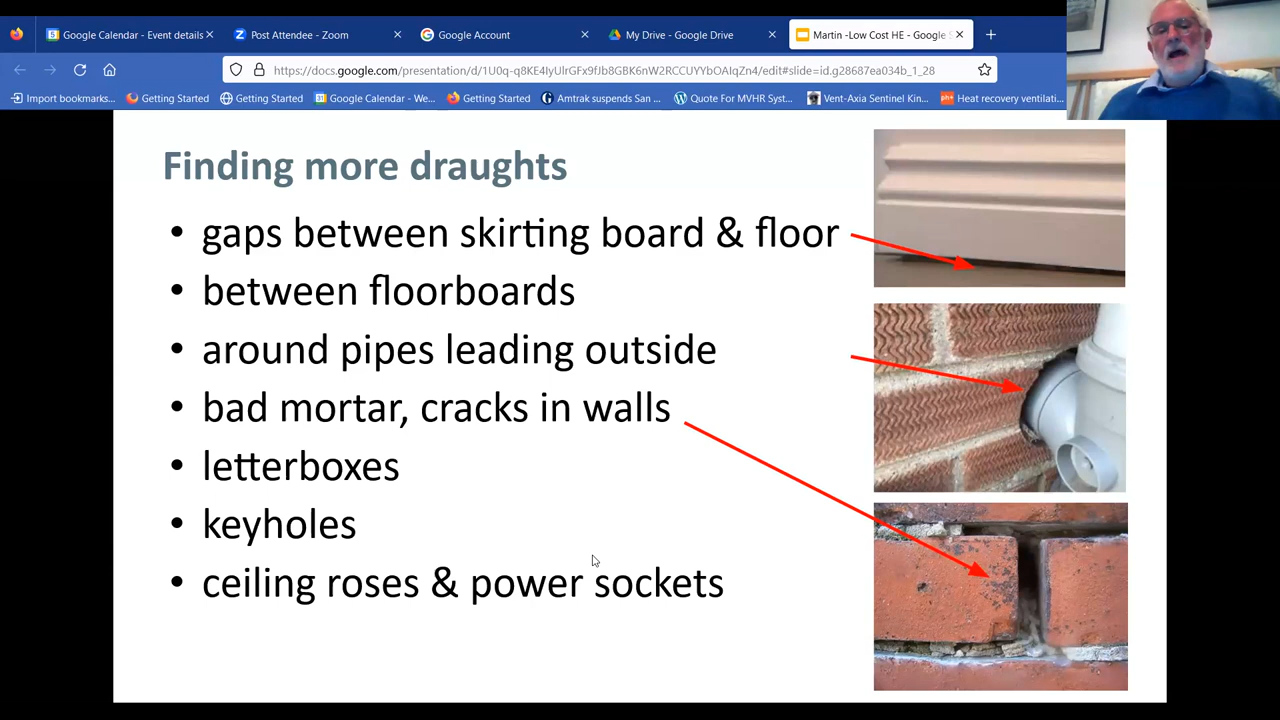 Google Calendar - Event details
Post Attendee - Zoom
Google Account
My Drive - Google Drive
Martin -Low Cost HE - Google S
https://docs.google.com/presentation/d/1U0q-q8KE4IyUlrGFx9fJb8GBK6nW2RCCUYYbOAIqZn4/edit#slide=id.g28687ea034b_1_28
Import bookmarks...
Getting Started
Getting Started
Google Calendar - We...
Getting Started
Amtrak suspends San ...
Quote For MVHR Syst...
Vent-Axia Sentinel Kin...
Heat recovery ventilati...
Finding more draughts
• gaps between skirting board & floor
• between floorboards
• around pipes leading outside
• bad mortar, cracks in walls
• letterboxes
• keyholes
• ceiling roses & power sockets